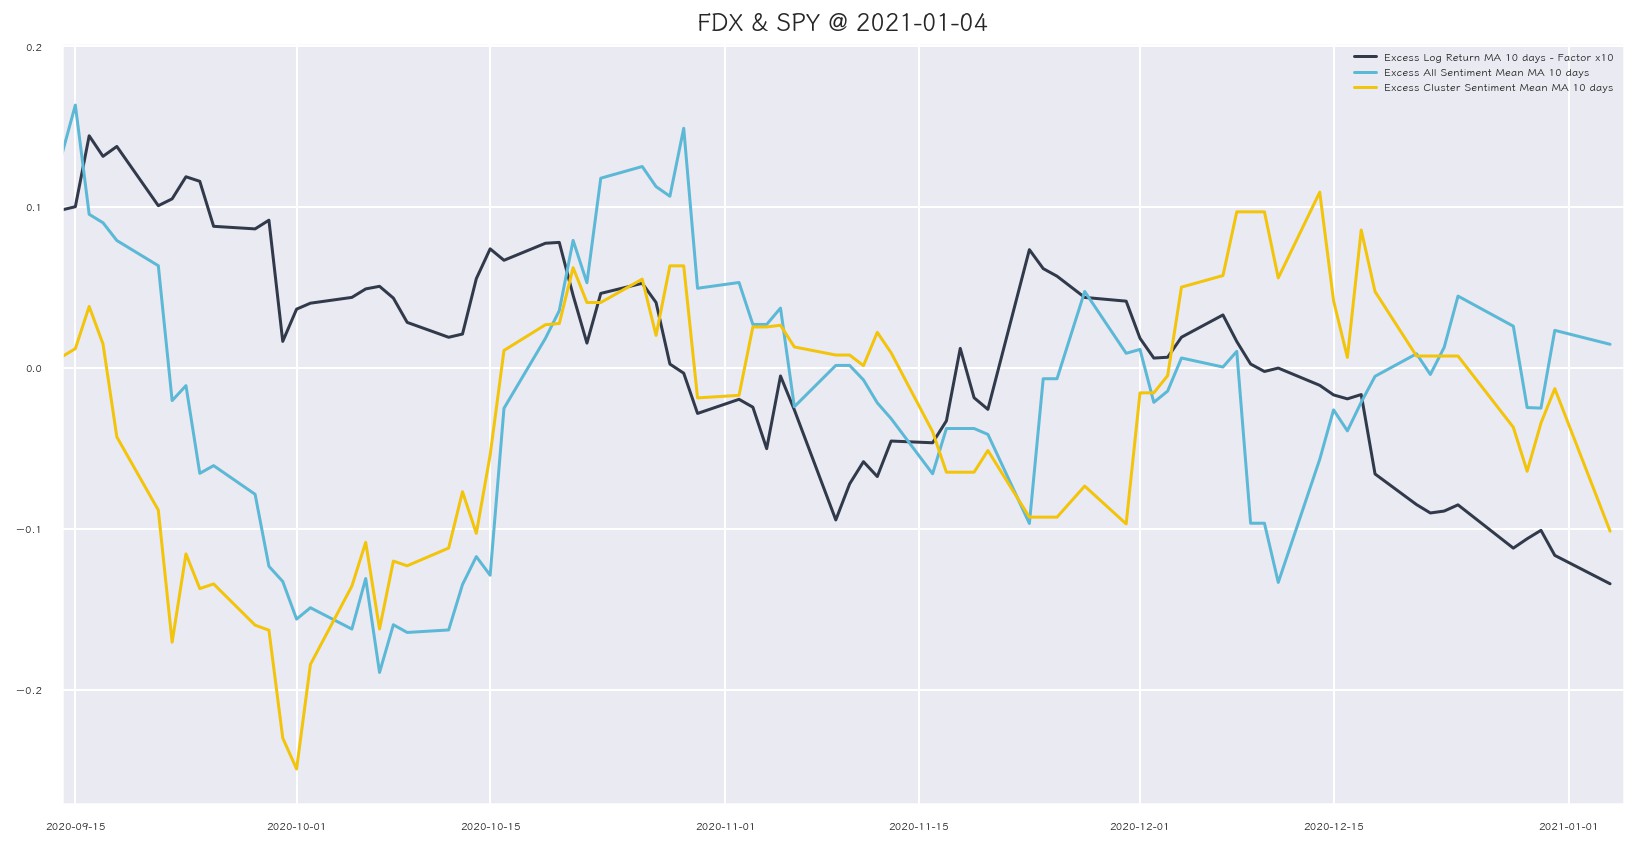 FDX & SPY @ 2021-01-04
Excess Log Return MA 10 days - Factor x10
Excess All Sentiment Mean MA 10 days
Excess Cluster Sentiment Mean MA 10 days
0.2
0.1
0.0
−0.1
−0.2
2020-09-15 2020-10-01 2020-10-15 2020-11-01 2020-11-15 2020-12-01 2020-12-15 2021-01-01